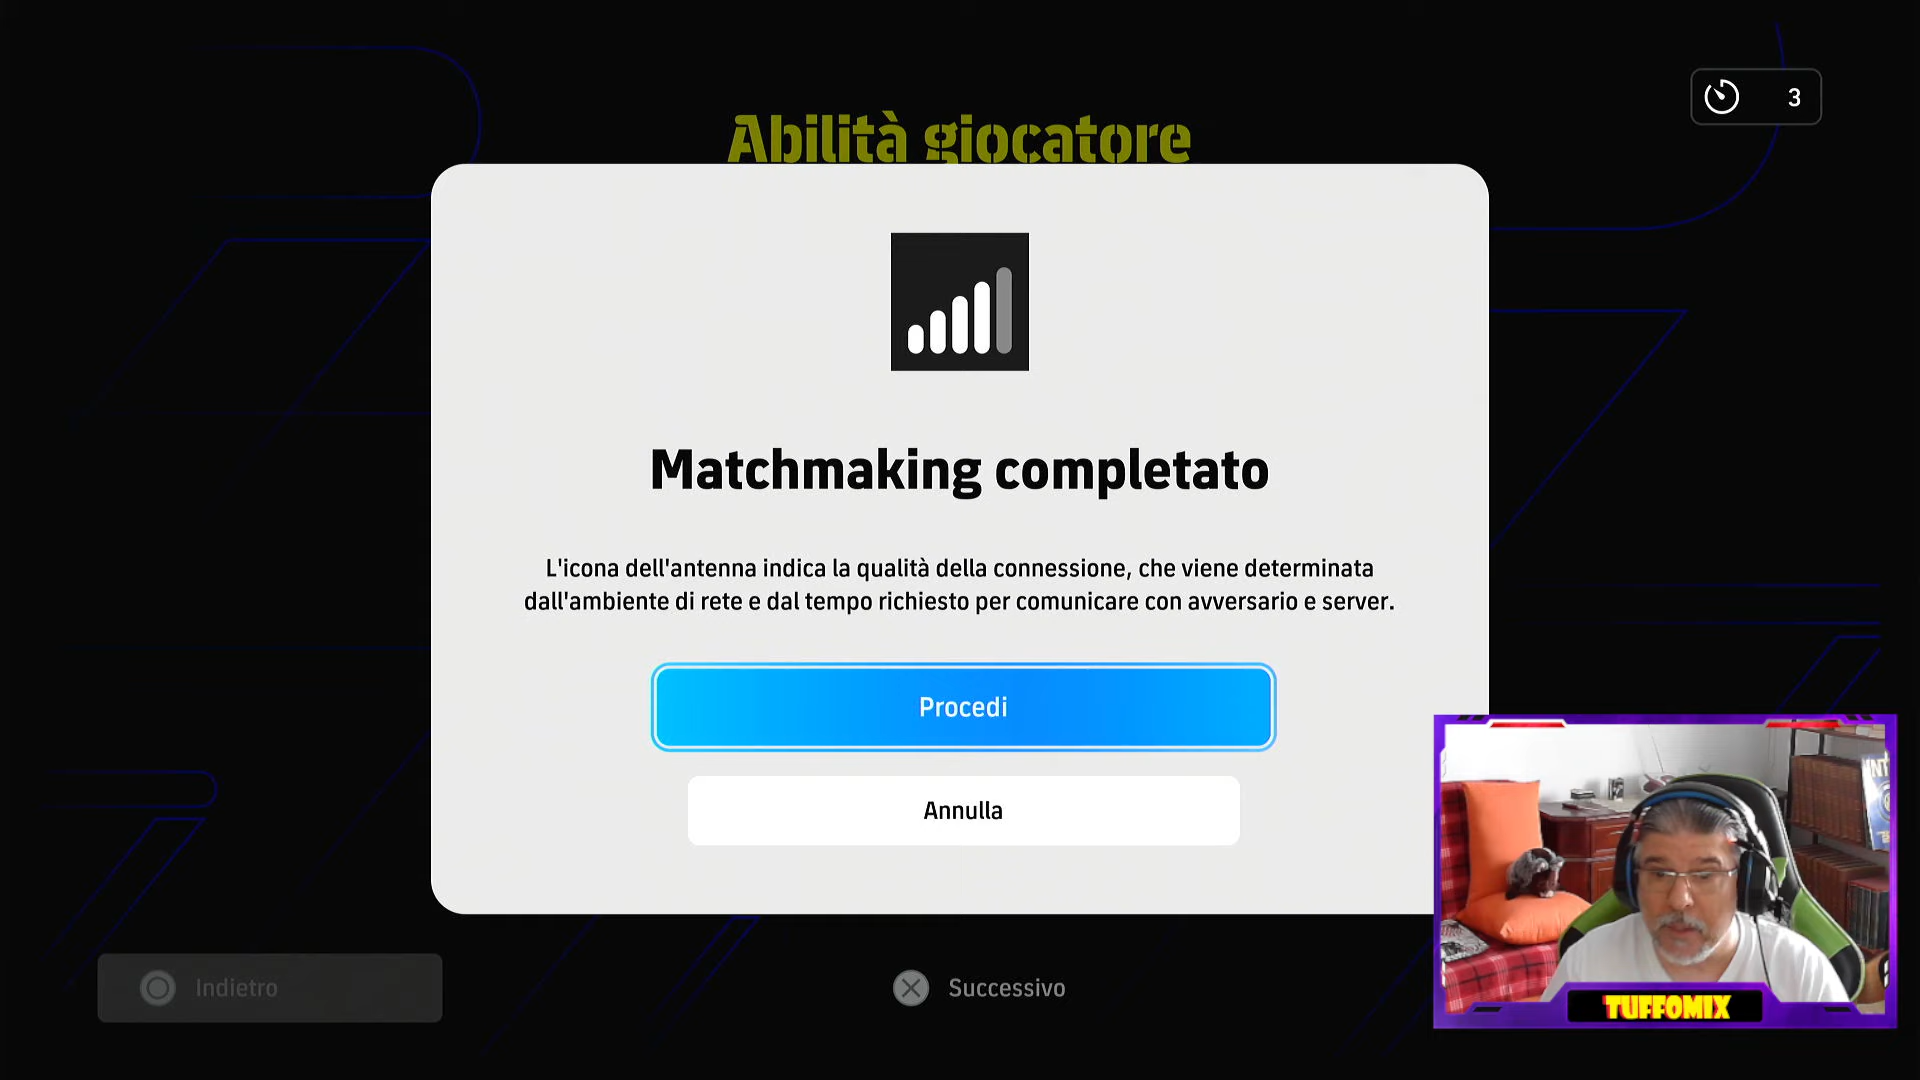 3
Abilità giocatore
Matchmaking completato
L'icona dell'antenna indica la qualità della connessione, che viene determinata
dall'ambiente di rete e dal tempo richiesto per comunicare con avversario e server.
Procedi
Annulla
Indietro
Successivo
TUFFOMIX